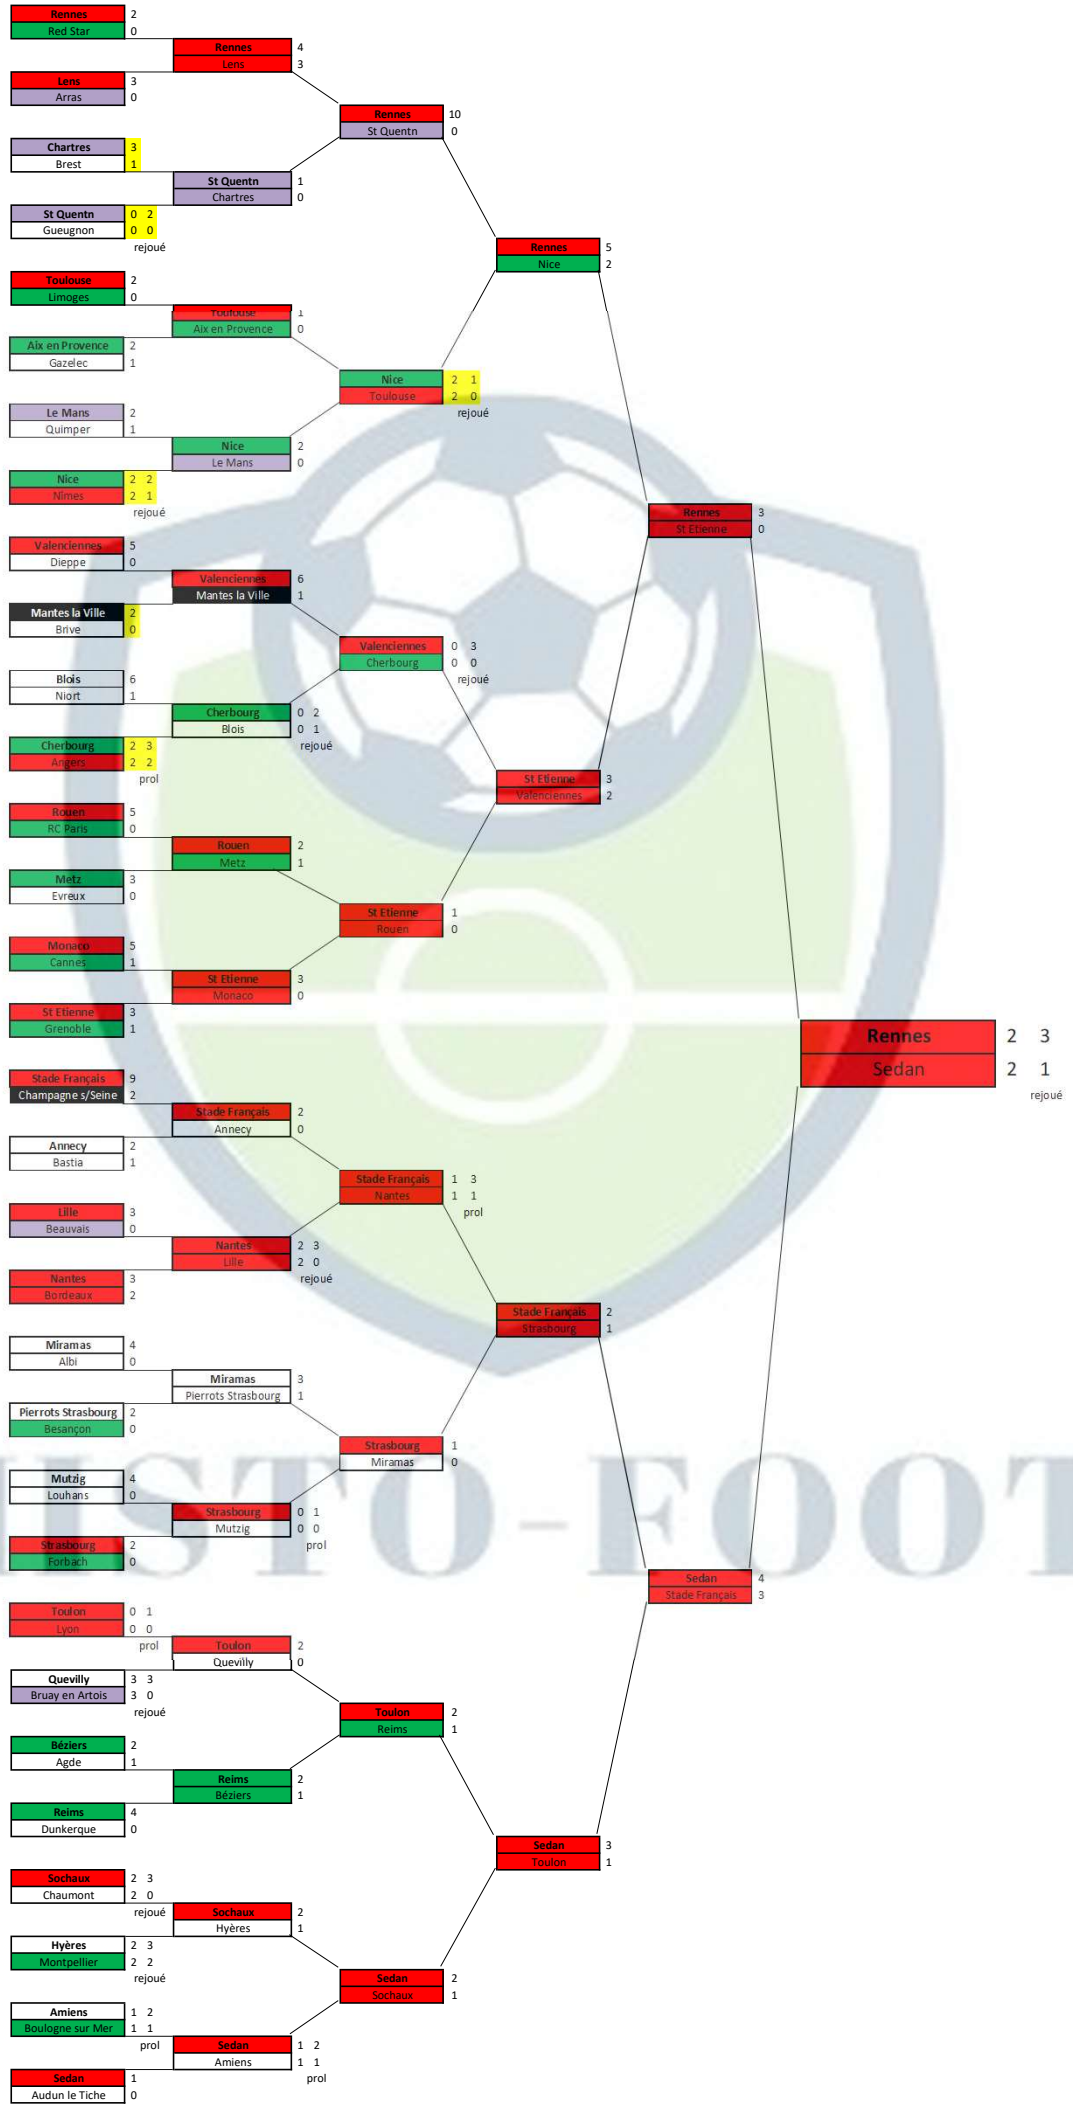 Rennes 2
Red Star 0
Rennes 4
Lens 3
Lens 3
Arras 0
Rennes 10
St Quentn 0
Chartres 3
Brest 1
St Quentn 1
Chartres 0
St Quentn 0 2
Gueugnon 0 0
rejoué
Rennes 5
Nice 2
Toulouse 2
Limoges 0
Toulouse 1
Aix en Provence 0
Aix en Provence 2
Gazelec 1
Nice 2 1
Toulouse 2 0
rejoué
Le Mans 2
Quimper 1
Nice 2
Le Mans 0
Nice 2 2
Nîmes 2 1
rejoué
Rennes 3
St Etienne 0
Valenciennes 5
Dieppe 0
Valenciennes 6
Mantes la Ville 1
Mantes la Ville 2
Brive 0
Valenciennes 0 3
Cherbourg 0 0
rejoué
Blois 6
Niort 1
Cherbourg 0 2
Blois 0 1
rejoué
Cherbourg 2 3
Angers 2 2
prol
St Etienne 3
Valenciennes 2
Rouen 5
RC Paris 0
Rouen 2
Metz 1
Metz 3
Evreux 0
St Etienne 1
Rouen 0
Monaco 5
Cannes 1
St Etienne 3
Monaco 0
St Etienne 3
Grenoble 1
Rennes 2 3
Sedan 2 1
rejoué
Stade Français 9
Champagne s/Seine 2
Stade Français 2
Annecy 0
Annecy 2
Bastia 1
Stade Français 1 3
Nantes 1 1
prol
Lille 3
Beauvais 0
Nantes 2 3
Lille 2 0
rejoué
Nantes 3
Bordeaux 2
Stade Français 2
Strasbourg 1
Miramas 4
Albi 0
Miramas 3
Pierrots Strasbourg 1
Pierrots Strasbourg 2
Besançon 0
Strasbourg 1
Miramas 0
Mutzig 4
Louhans 0
Strasbourg 0 1
Mutzig 0 0
prol
Strasbourg 2
Forbach 0
HISTO-FOOT
Sedan 4
Stade Français 3
Toulon 0 1
Lyon 0 0
prol
Toulon 2
Quevilly 0
Quevilly 3 3
Bruay en Artois 3 0
rejoué
Toulon 2
Reims 1
Béziers 2
Agde 1
Reims 2
Béziers 1
Reims 4
Dunkerque 0
Sedan 3
Toulon 1
Sochaux 2 3
Chaumont 2 0
rejoué
Sochaux 2
Hyères 1
Hyères 2 3
Montpellier 2 2
rejoué
Sedan 2
Sochaux 1
Amiens 1 2
Boulogne sur Mer 1 1
prol
Sedan 1 2
Amiens 1 1
prol
Sedan 1
Audun le Tiche 0